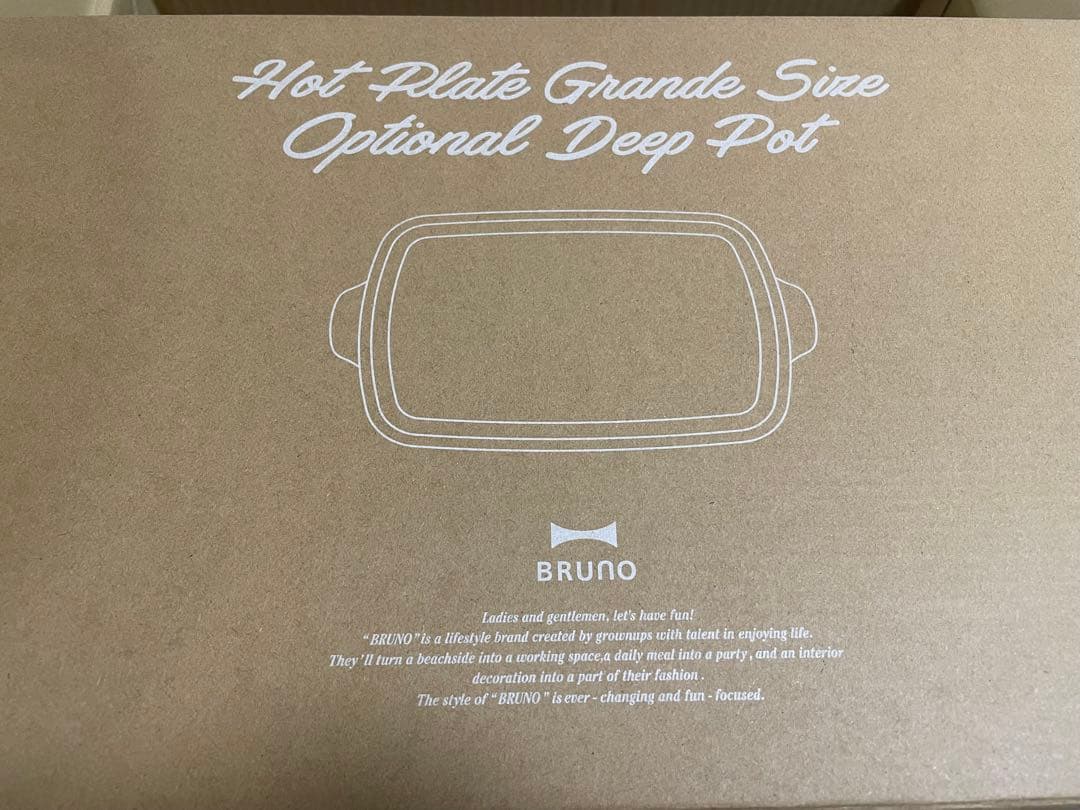 Hot Plate Grande Size
Optional Deep Pot
BRUNO
Ladies and gentlemen, let's have fun!
"BRUNO" is a lifestyle brand created by grownups with talent in enjoying life.
They'll turn a beachside into a working space,a daily meal into a party, and an interior
decoration into a part of their fashion.
The style of "BRUNO" is ever-changing and fun-focused.